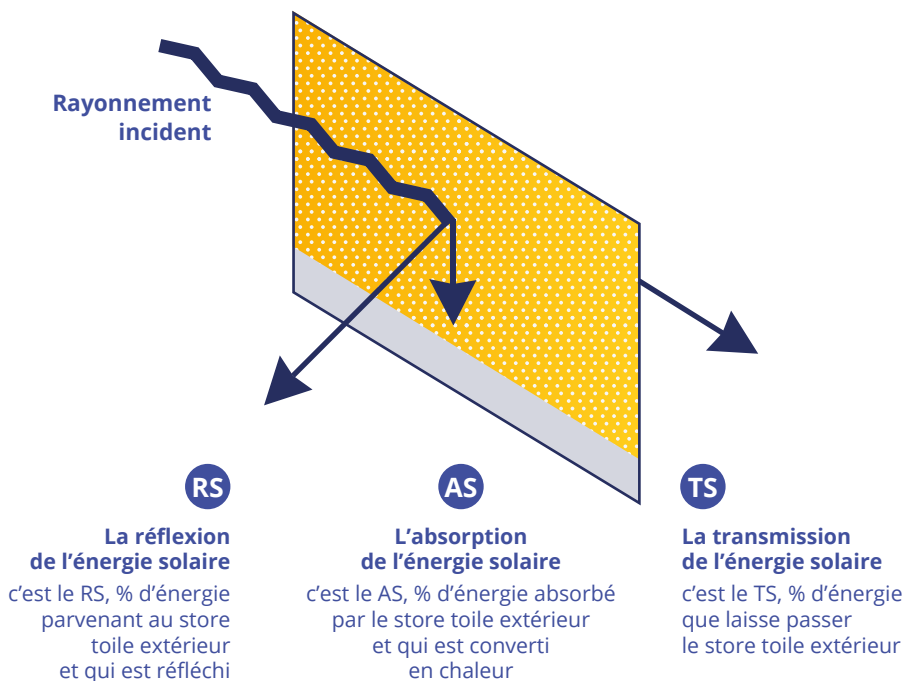 Rayonnement
incident
RS
La réflexion
de l’énergie solaire
c’est le RS, % d’énergie
parvenant au store
toile extérieur
et qui est réfléchi
AS
L’absorption
de l’énergie solaire
c’est le AS, % d’énergie absorbé
par le store toile extérieur
et qui est converti
en chaleur
TS
La transmission
de l’énergie solaire
c’est le TS, % d’énergie
que laisse passer
le store toile extérieur